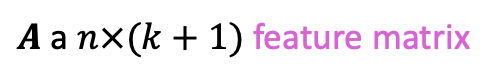 A a n×(k + 1) feature matrix